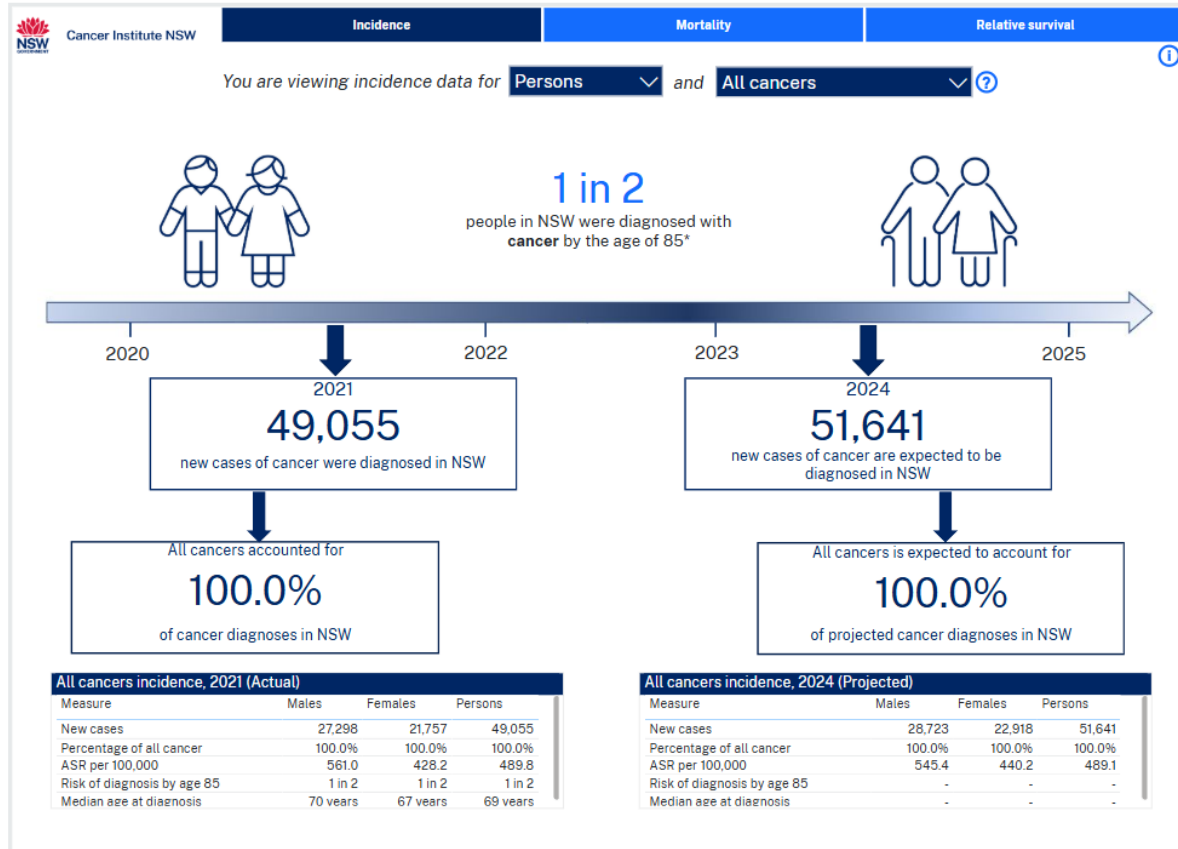 Incidence
Mortality
Relative survival
NSW
GOVERNMENT
Cancer Institute NSW
i
You are viewing incidence data for Persons and All cancers ?
1 in 2
people in NSW were diagnosed with
cancer by the age of 85*
2020 2022 2023 2025
2021
49,055
new cases of cancer were diagnosed in NSW
2024
51,641
new cases of cancer are expected to be
diagnosed in NSW
All cancers accounted for
100.0%
of cancer diagnoses in NSW
All cancers is expected to account for
100.0%
of projected cancer diagnoses in NSW
All cancers incidence, 2021 (Actual)
Measure Males Females Persons
New cases 27,298 21,757 49,055
Percentage of all cancer 100.0% 100.0% 100.0%
ASR per 100,000 561.0 428.2 489.8
Risk of diagnosis by age 85 1 in 2 1 in 2 1 in 2
Median age at diagnosis 70 years 67 years 69 years
All cancers incidence, 2024 (Projected)
Measure Males Females Persons
New cases 28,723 22,918 51,641
Percentage of all cancer 100.0% 100.0% 100.0%
ASR per 100,000 545.4 440.2 489.1
Risk of diagnosis by age 85 - - -
Median age at diagnosis - - -